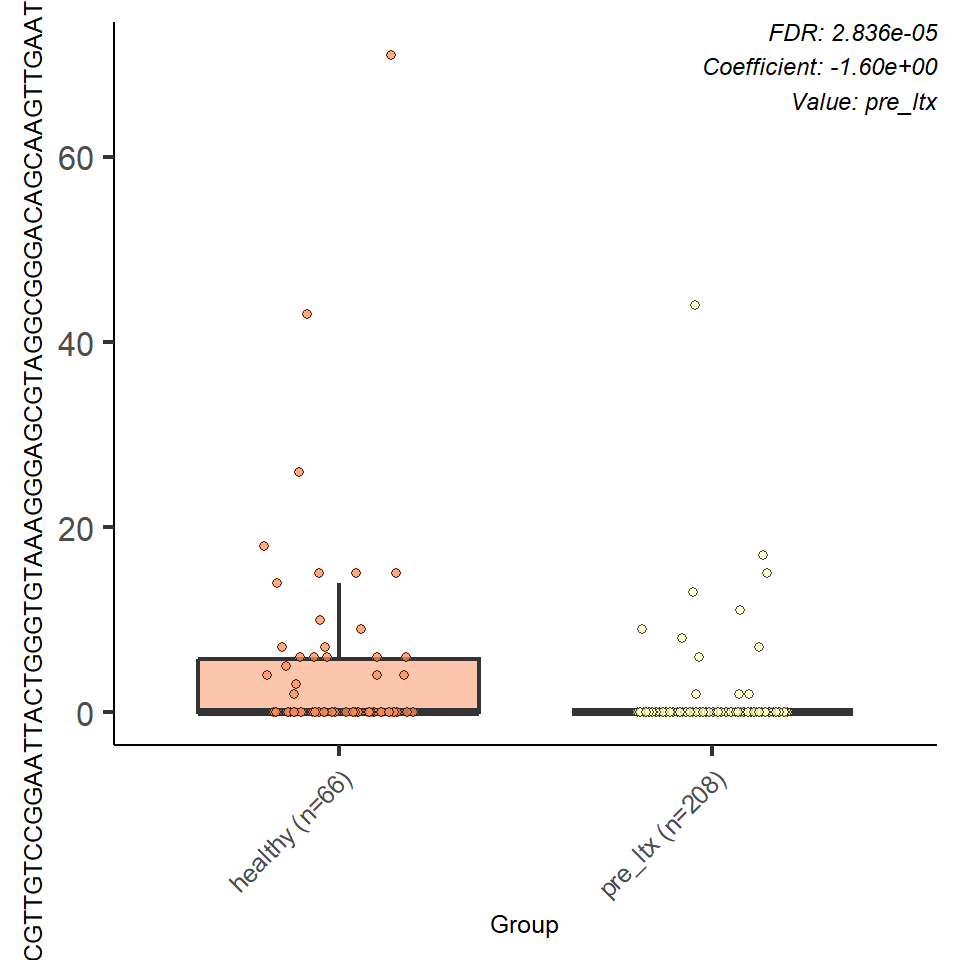 FDR: 2.836e-05
Coefficient: -1.60e+00
Value: pre_ltx
CGTTGTCCGGAATTACTGGGTGTAAAGGGAGCGTAGGCGGGACAGCAAGTTGAAT
60
40
20
0
healthy (n=66)
pre_ltx (n=208)
Group